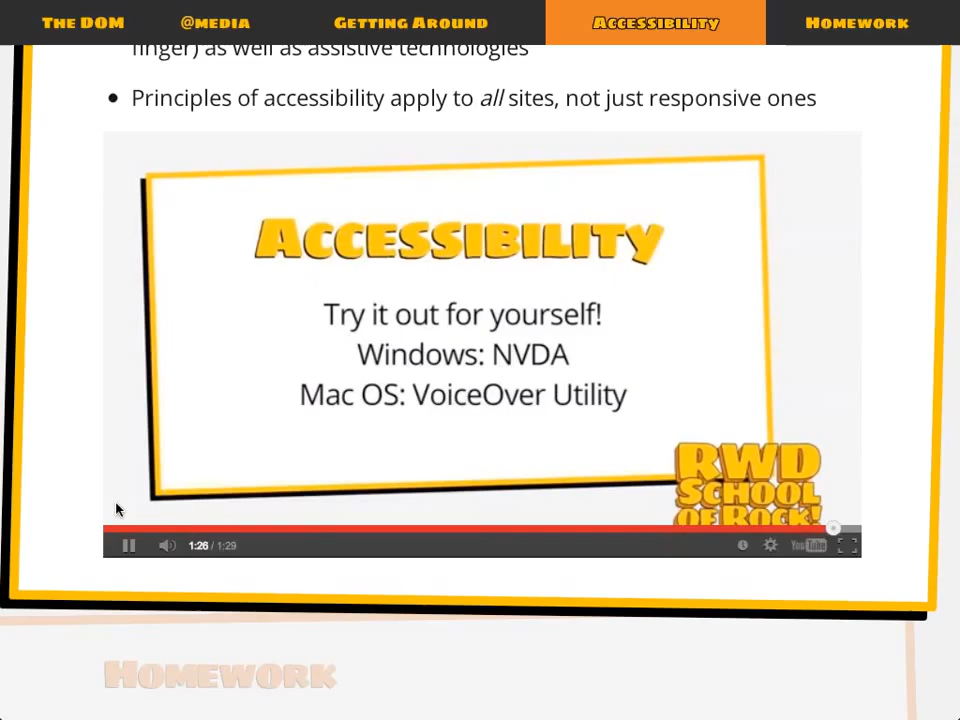 The DOM @media Getting Around Accessibility Homework
finger) as well as assistive technologies
• Principles of accessibility apply to all sites, not just responsive ones
Accessibility
Try it out for yourself!
Windows: NVDA
Mac OS: VoiceOver Utility
RWD
School
of Rock!
1:26 / 1:29
YouTube
Homework